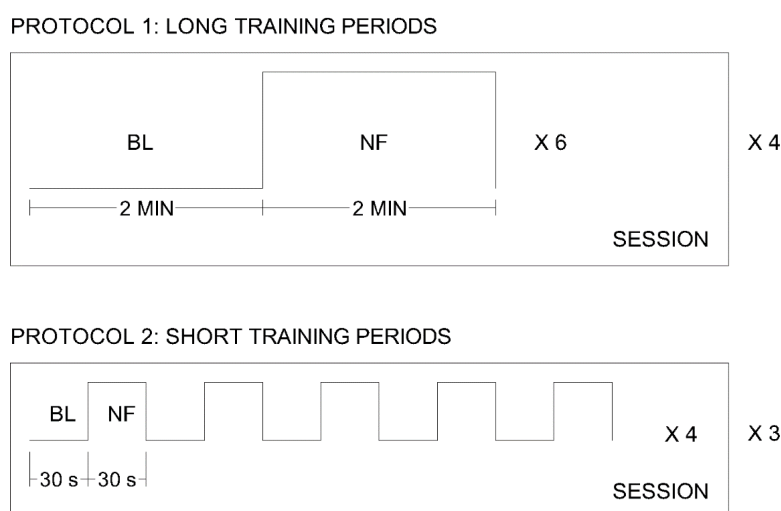 PROTOCOL 1: LONG TRAINING PERIODS
BL NF X 6 X 4
2 MIN 2 MIN
SESSION
PROTOCOL 2: SHORT TRAINING PERIODS
BL NF
X 4 X 3
30 s 30 s
SESSION